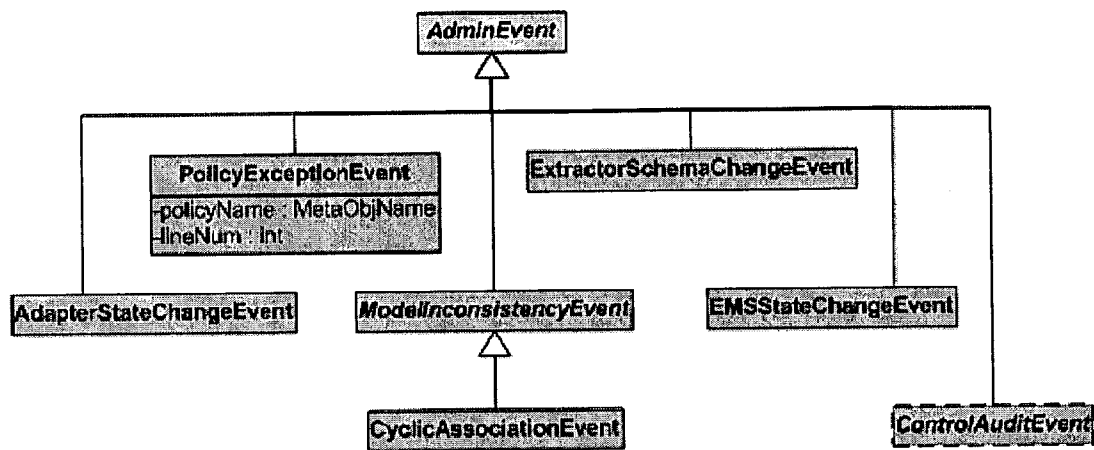 AdminEvent
PolicyExceptionEvent
-policyName : MetaObjName
-lineNum : Int
ExtractorSchemaChangeEvent
AdapterStateChangeEvent
ModelInconsistencyEvent
EMSStateChangeEvent
CyclicAssociationEvent
ControlAuditEvent